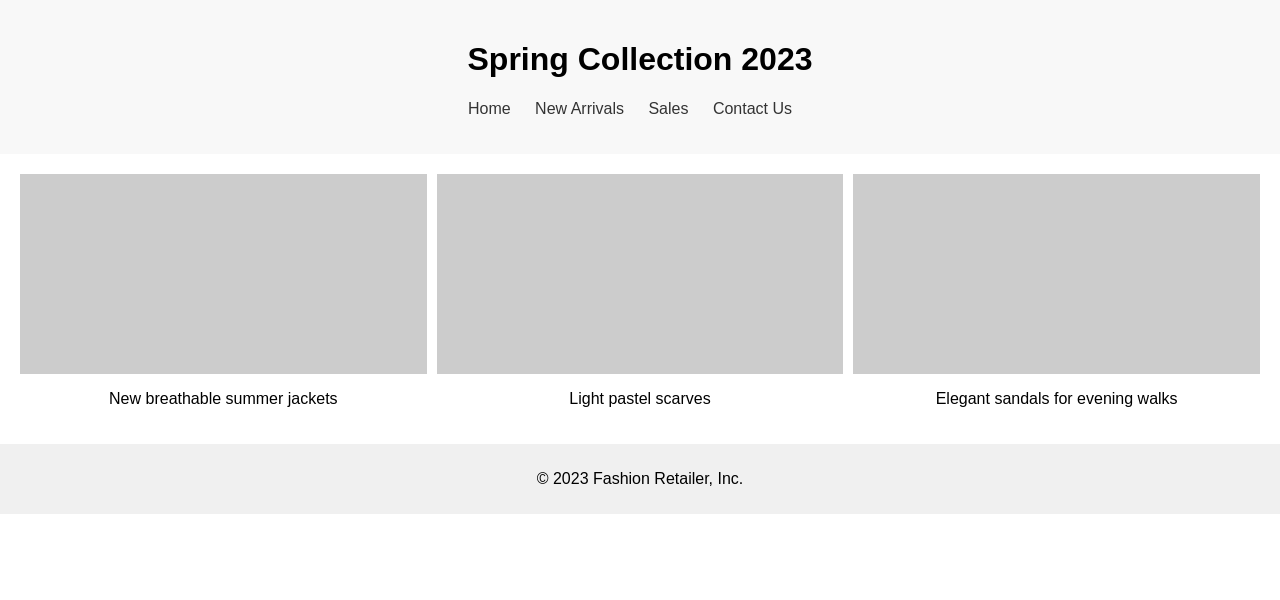 Spring Collection 2023
Home New Arrivals Sales Contact Us
New breathable summer jackets
Light pastel scarves
Elegant sandals for evening walks
© 2023 Fashion Retailer, Inc.